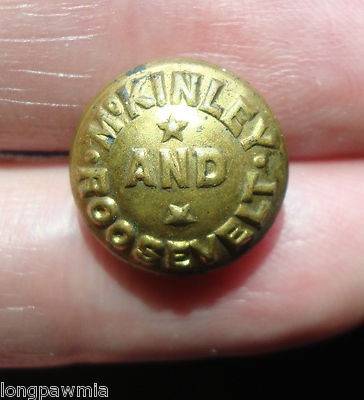 McKINLEY
AND
ROOSEVELT
longpawmia